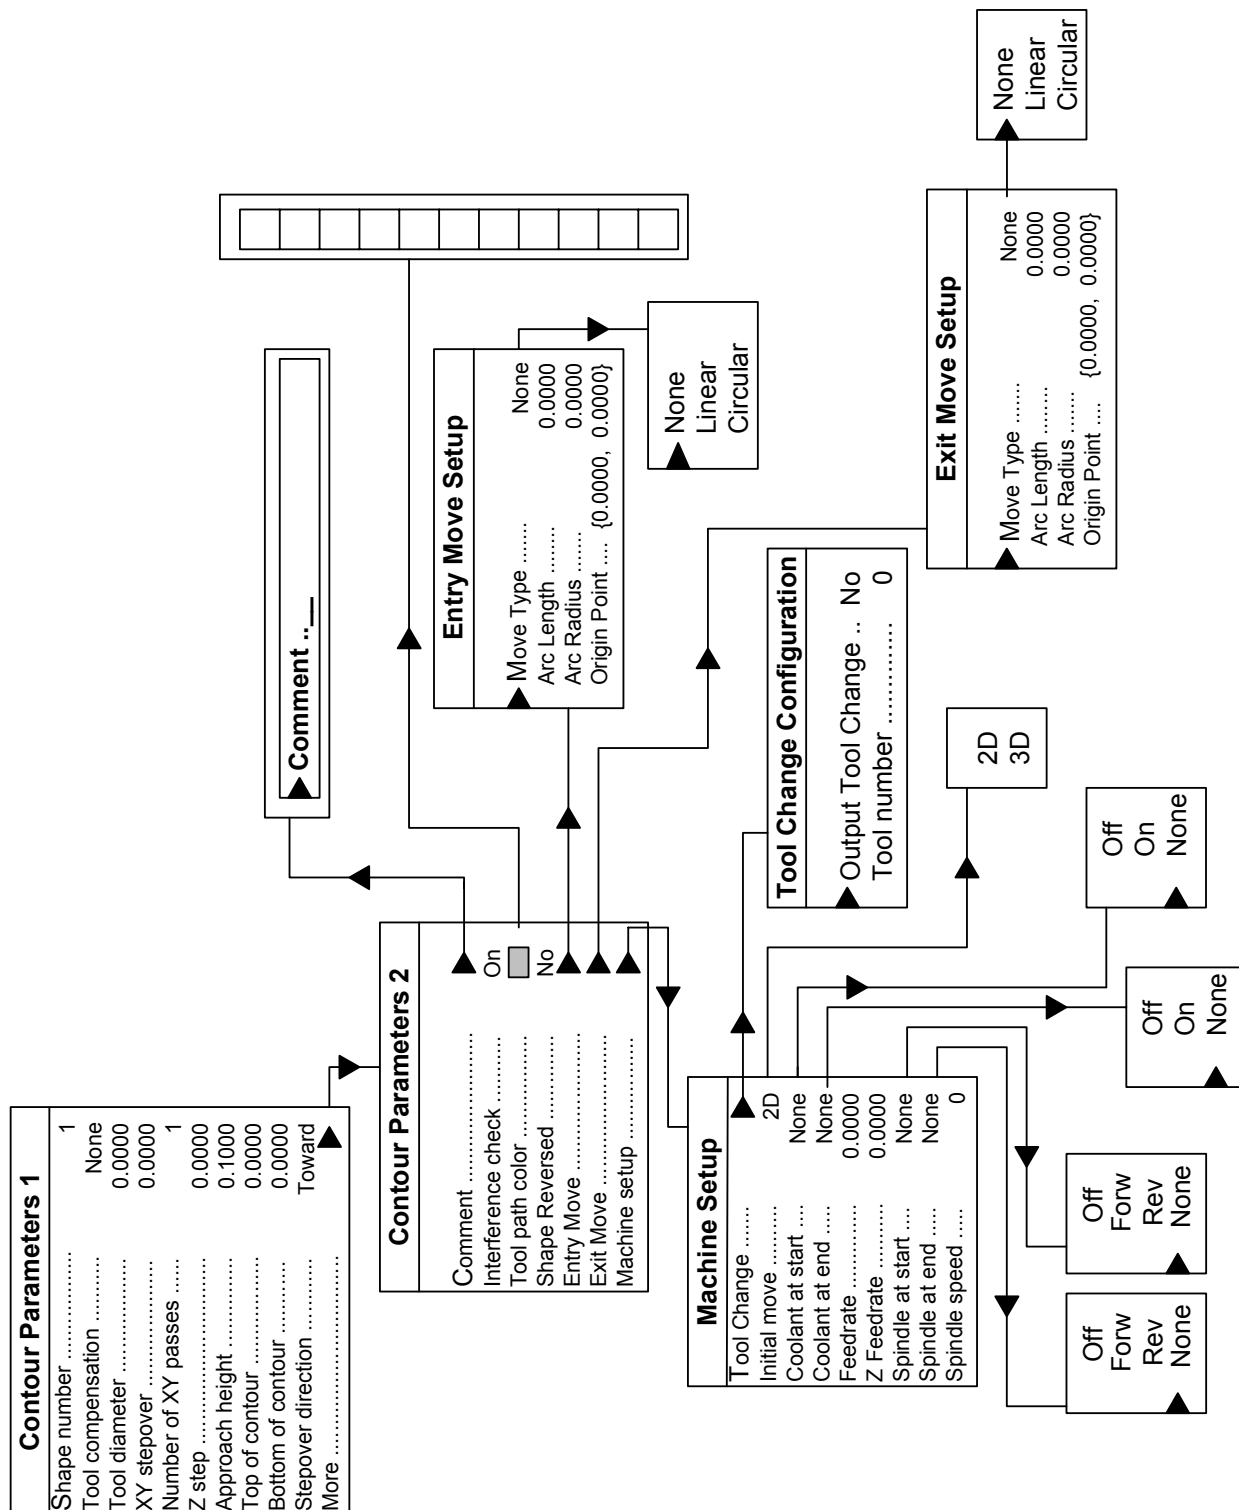 Contour Parameters 1
Shape number ..................... 1
Tool compensation .......... None
Tool diameter ................ 0.0000
XY stepover .................. 0.0000
Number of XY passes ...... 1
Z step ........................ 0.0000
Approach height ............ 0.1000
Top of contour ............... 0.0000
Bottom of contour .......... 0.0000
Stepover direction .......... Toward
More ..............................
Contour Parameters 2
Comment ......................
Interference check ............ On
Tool path color ..................
Shape Reversed .............. No
Entry Move ......................
Exit Move ........................
Machine setup .................
Comment ..__
Entry Move Setup
Move Type ...... None
Arc Length ........ 0.0000
Arc Radius ....... 0.0000
Origin Point .... {0.0000, 0.0000}
None
Linear
Circular
Exit Move Setup
Move Type ....... None
Arc Length ......... 0.0000
Arc Radius ........ 0.0000
Origin Point .... {0.0000, 0.0000}
None
Linear
Circular
Machine Setup
Tool Change ......
Initial move .......... 2D
Coolant at start .... None
Coolant at end ..... None
Feedrate ............. 0.0000
Z Feedrate .......... 0.0000
Spindle at start .... None
Spindle at end ..... None
Spindle speed ..... 0
Tool Change Configuration
Output Tool Change .. No
Tool number .............. 0
2D
3D
Off
On
None
Off
On
None
Off
Forw
Rev
None
Off
Forw
Rev
None